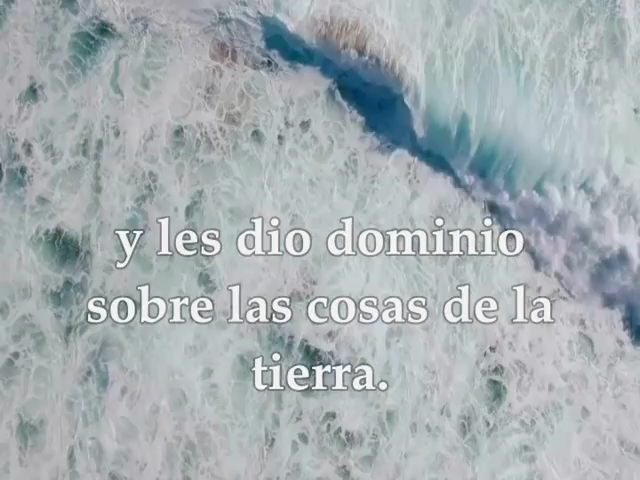 y les dio dominio
sobre las cosas de la
tierra.